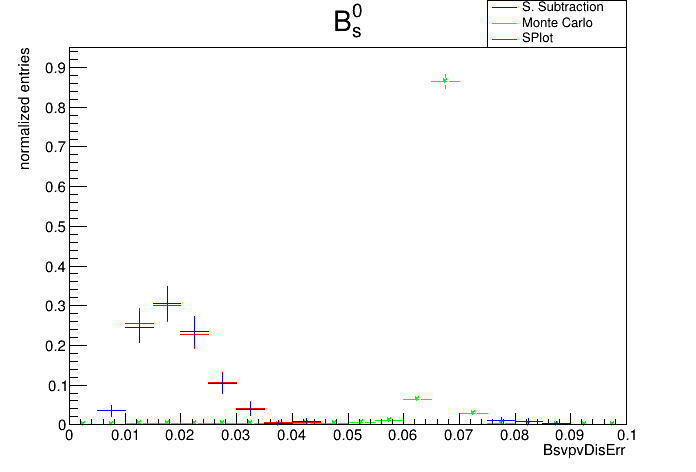 B⁰ₛ
S. Subtraction
Monte Carlo
SPlot
normalized entries
0.9
0.8
0.7
0.6
0.5
0.4
0.3
0.2
0.1
0
0 0.01 0.02 0.03 0.04 0.05 0.06 0.07 0.08 0.09 0.1
BsvpvDisErr